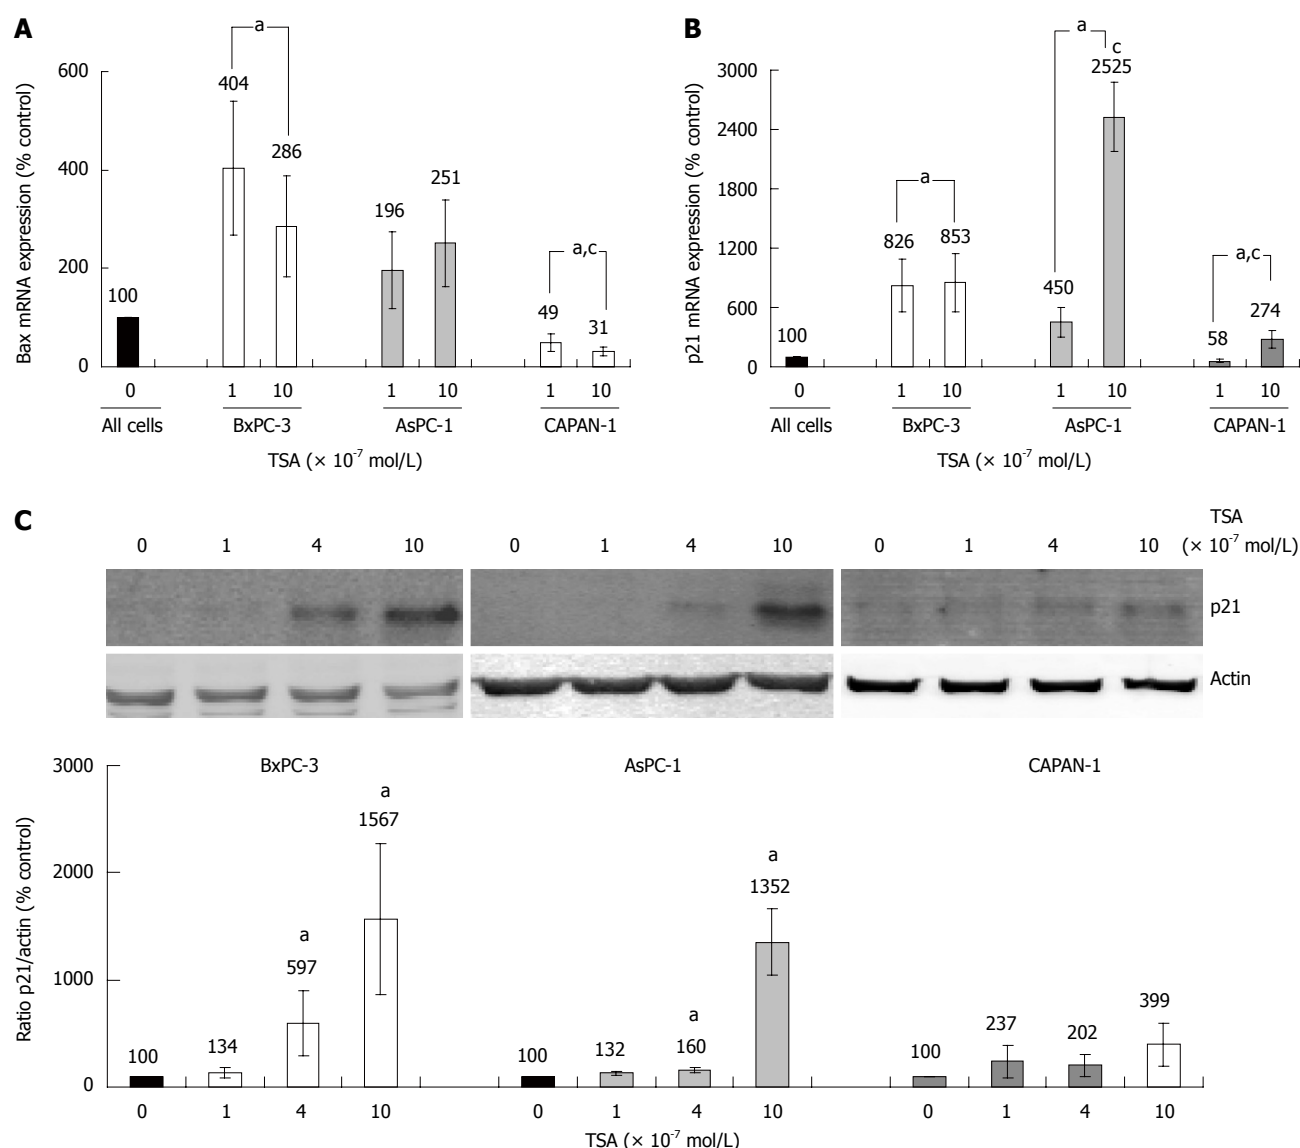 A
Bax mRNA expression (% control)
a
600
400
200
0
404
286
196
251
a,c
49
31
100
0 1 10 1 10 1 10
All cells BxPC-3 AsPC-1 CAPAN-1
TSA (× 10-7 mol/L)
B
p21 mRNA expression (% control)
a
c
3000
2400
1800
1200
600
0
2525
a
826
853
450
a,c
58
274
100
0 1 10 1 10 1 10
All cells BxPC-3 AsPC-1 CAPAN-1
TSA (× 10-7 mol/L)
C
TSA
0 1 4 10 0 1 4 10 0 1 4 10 (× 10-7 mol/L)
p21
Actin
Ratio p21/actin (% control)
3000
2000
1000
0
BxPC-3 AsPC-1 CAPAN-1
a
1567
a
597
134
100
a
1352
a
160
132
100
399
237
202
100
0 1 4 10 0 1 4 10 0 1 4 10
TSA (× 10-7 mol/L)